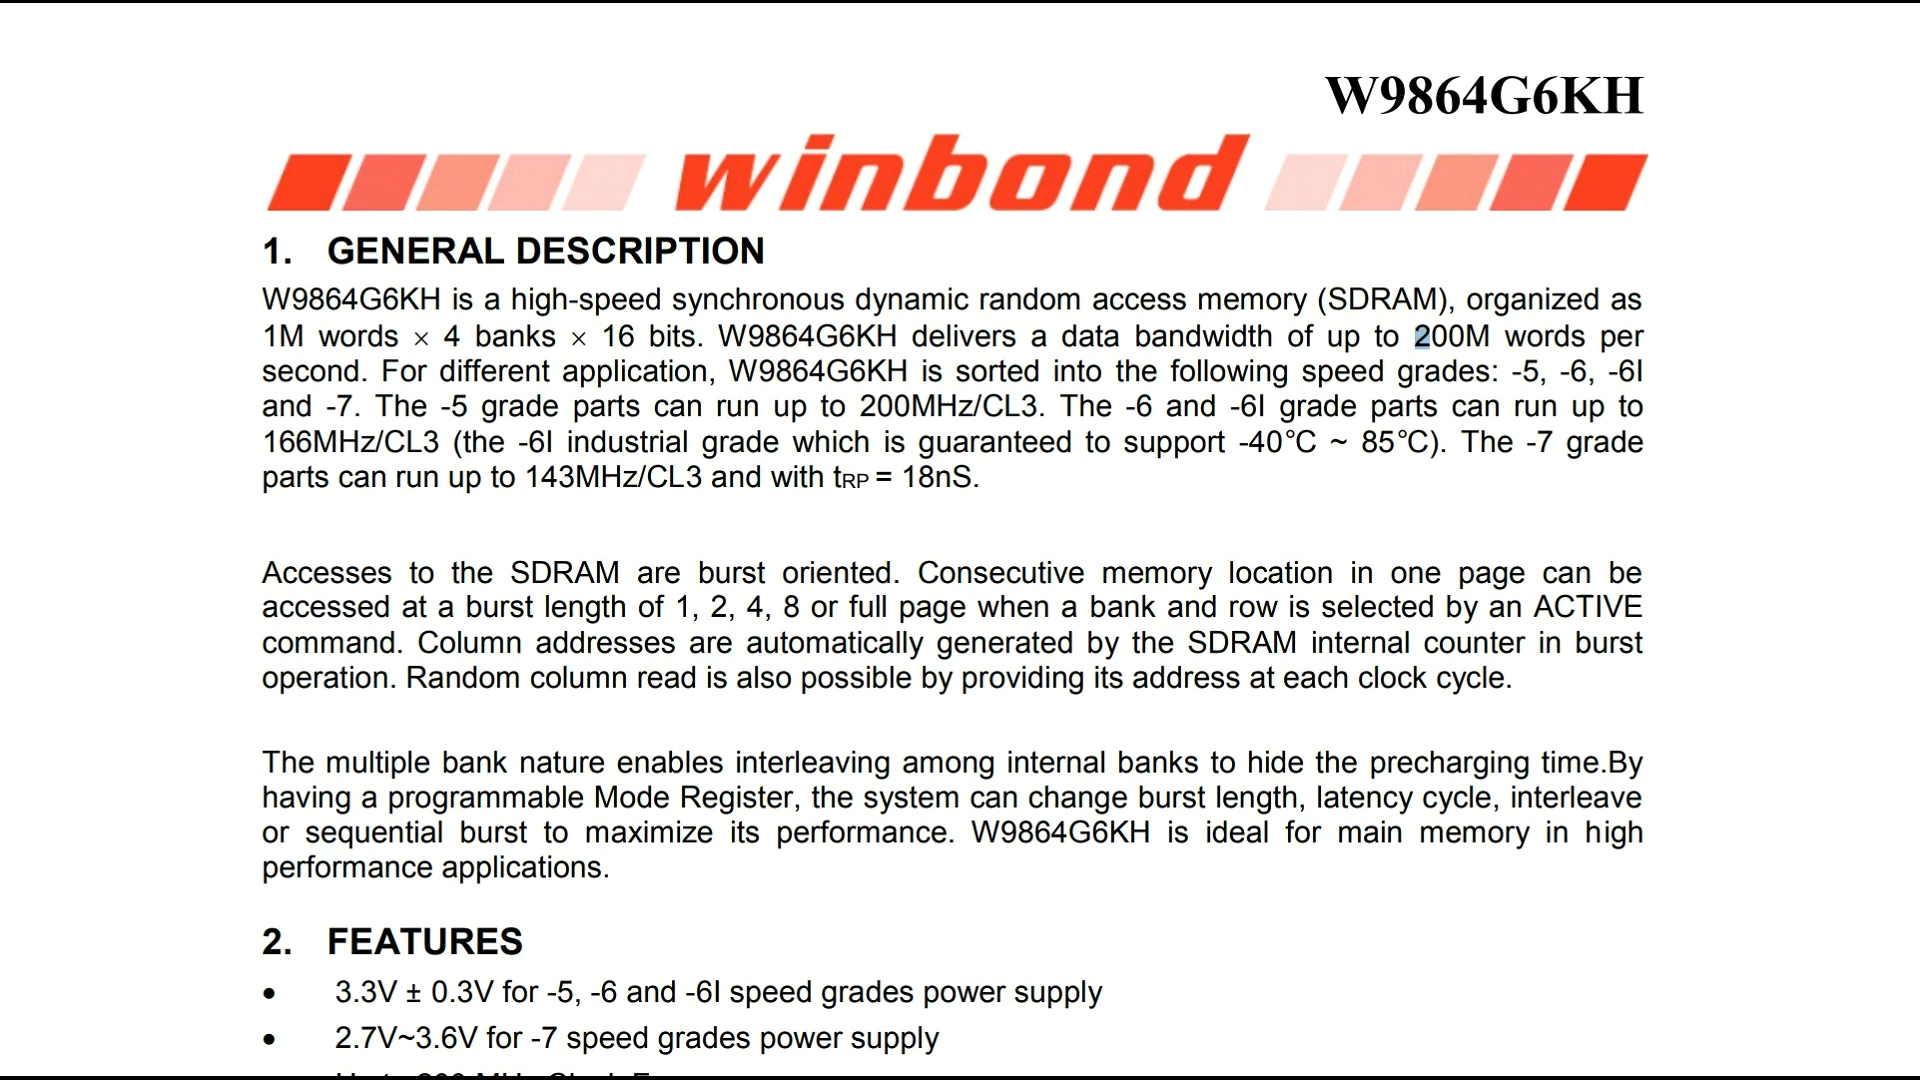 W9864G6KH
winbond
1. GENERAL DESCRIPTION
W9864G6KH is a high-speed synchronous dynamic random access memory (SDRAM), organized as
1M words × 4 banks × 16 bits. W9864G6KH delivers a data bandwidth of up to 200M words per
second. For different application, W9864G6KH is sorted into the following speed grades: -5, -6, -6I
and -7. The -5 grade parts can run up to 200MHz/CL3. The -6 and -6I grade parts can run up to
166MHz/CL3 (the -6I industrial grade which is guaranteed to support -40°C ~ 85°C). The -7 grade
parts can run up to 143MHz/CL3 and with tRP = 18nS.
Accesses to the SDRAM are burst oriented. Consecutive memory location in one page can be
accessed at a burst length of 1, 2, 4, 8 or full page when a bank and row is selected by an ACTIVE
command. Column addresses are automatically generated by the SDRAM internal counter in burst
operation. Random column read is also possible by providing its address at each clock cycle.
The multiple bank nature enables interleaving among internal banks to hide the precharging time.By
having a programmable Mode Register, the system can change burst length, latency cycle, interleave
or sequential burst to maximize its performance. W9864G6KH is ideal for main memory in high
performance applications.
2. FEATURES
• 3.3V ± 0.3V for -5, -6 and -6I speed grades power supply
• 2.7V~3.6V for -7 speed grades power supply